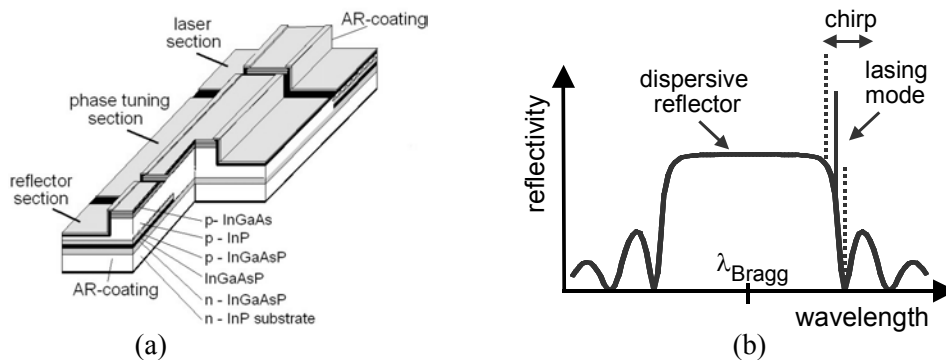 AR-coating
laser
section
phase tuning
section
reflector
section
p- InGaAs
p - InP
p - InGaAsP
InGaAsP
n - InGaAsP
n - InP substrate
AR-coating
(a)
chirp
lasing
mode
dispersive
reflector
reflectivity
λBragg
wavelength
(b)